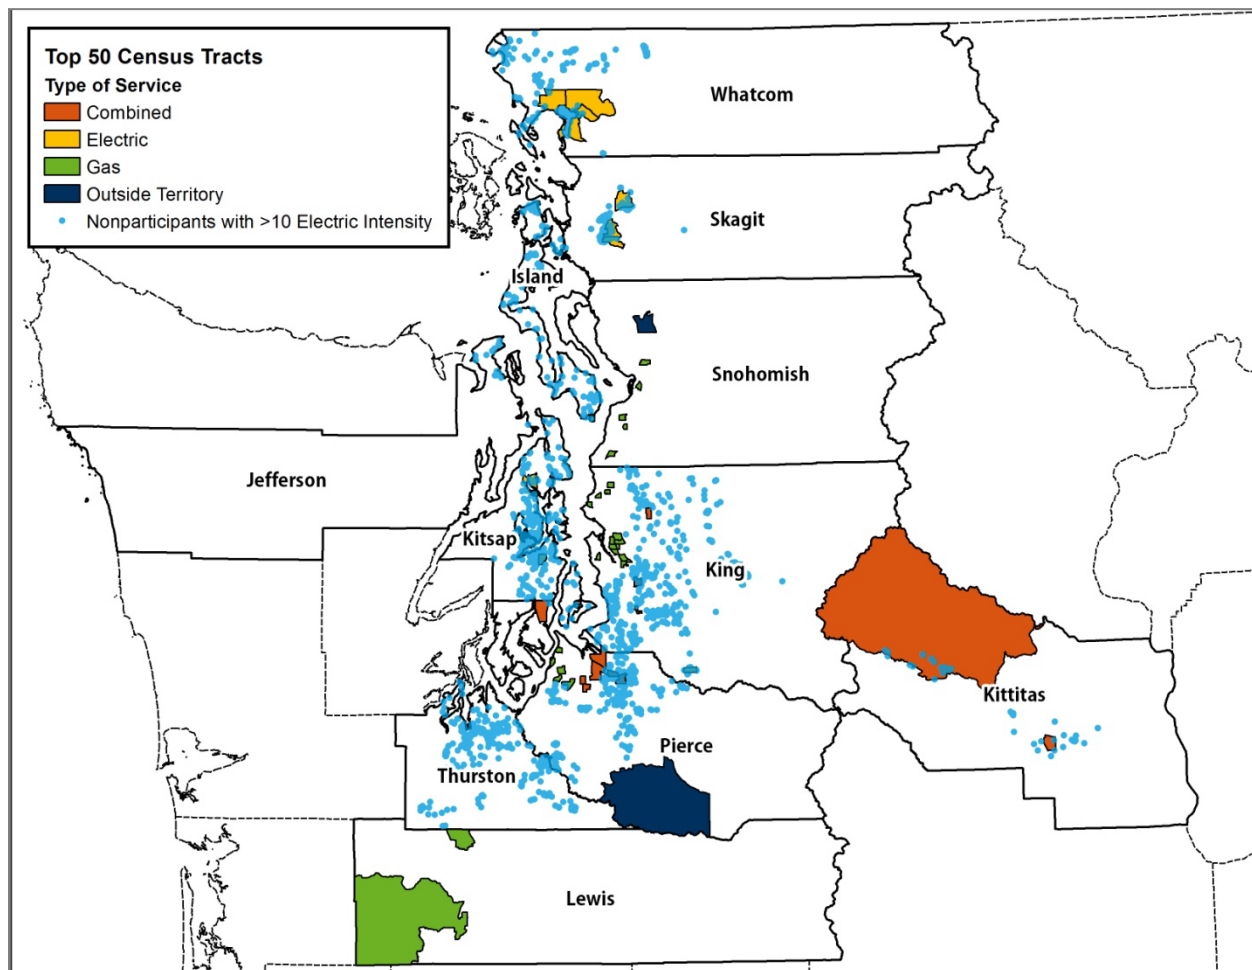 Top 50 Census Tracts
Type of Service
Combined
Electric
Gas
Outside Territory
Nonparticipants with >10 Electric Intensity
Whatcom
Skagit
Island
Snohomish
Jefferson
Kitsap
King
Kittitas
Pierce
Thurston
Lewis